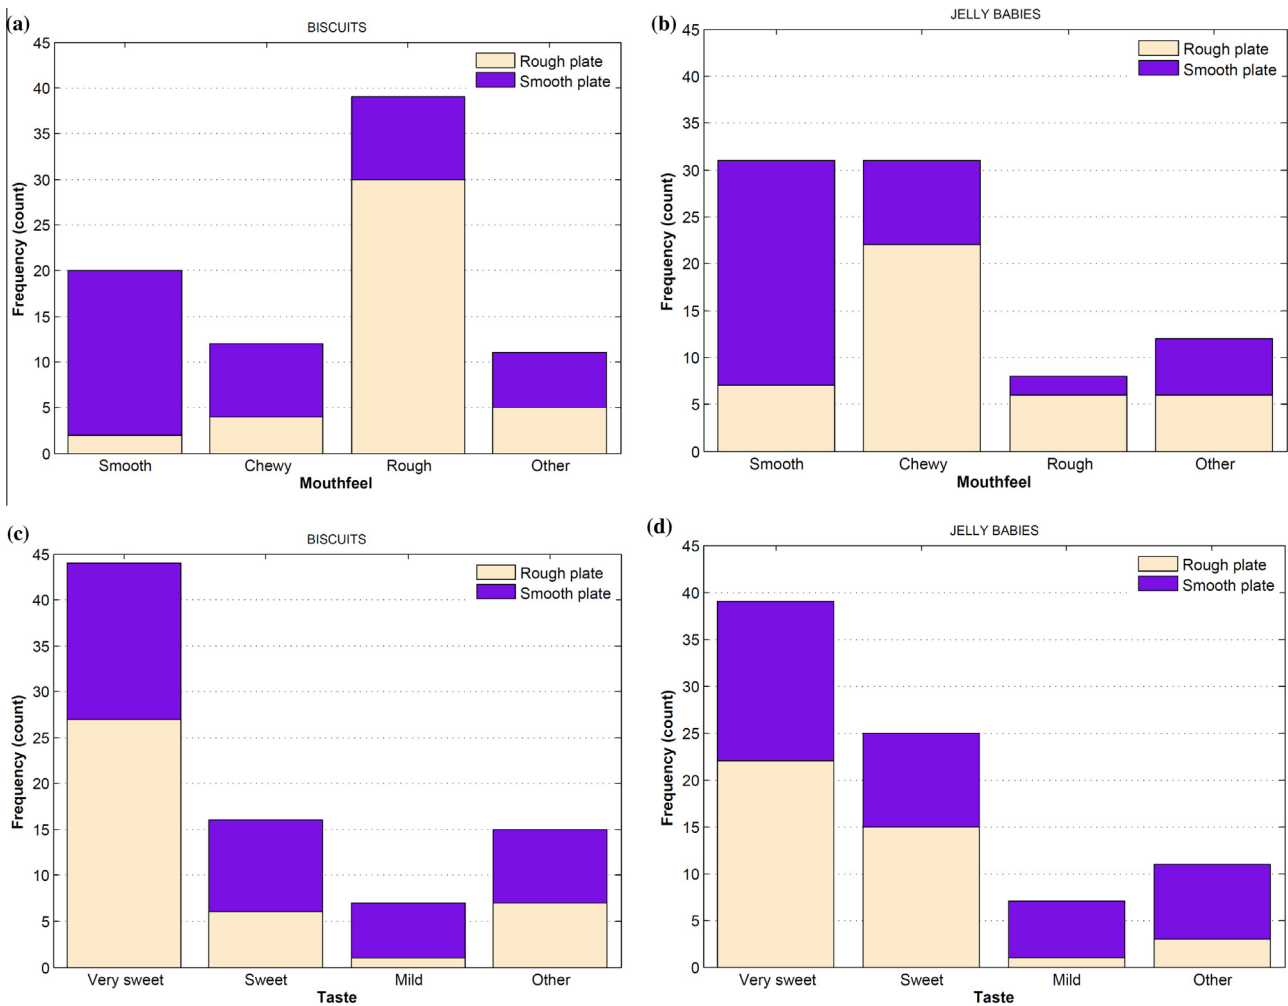 (a)
BISCUITS
Rough plate
Smooth plate
Frequency (count)
45
40
35
30
25
20
15
10
5
0
Smooth Chewy Rough Other
Mouthfeel
(b)
JELLY BABIES
Rough plate
Smooth plate
Frequency (count)
45
40
35
30
25
20
15
10
5
0
Smooth Chewy Rough Other
Mouthfeel
(c)
BISCUITS
Rough plate
Smooth plate
Frequency (count)
45
40
35
30
25
20
15
10
5
0
Very sweet Sweet Mild Other
Taste
(d)
JELLY BABIES
Rough plate
Smooth plate
Frequency (count)
45
40
35
30
25
20
15
10
5
0
Very sweet Sweet Mild Other
Taste